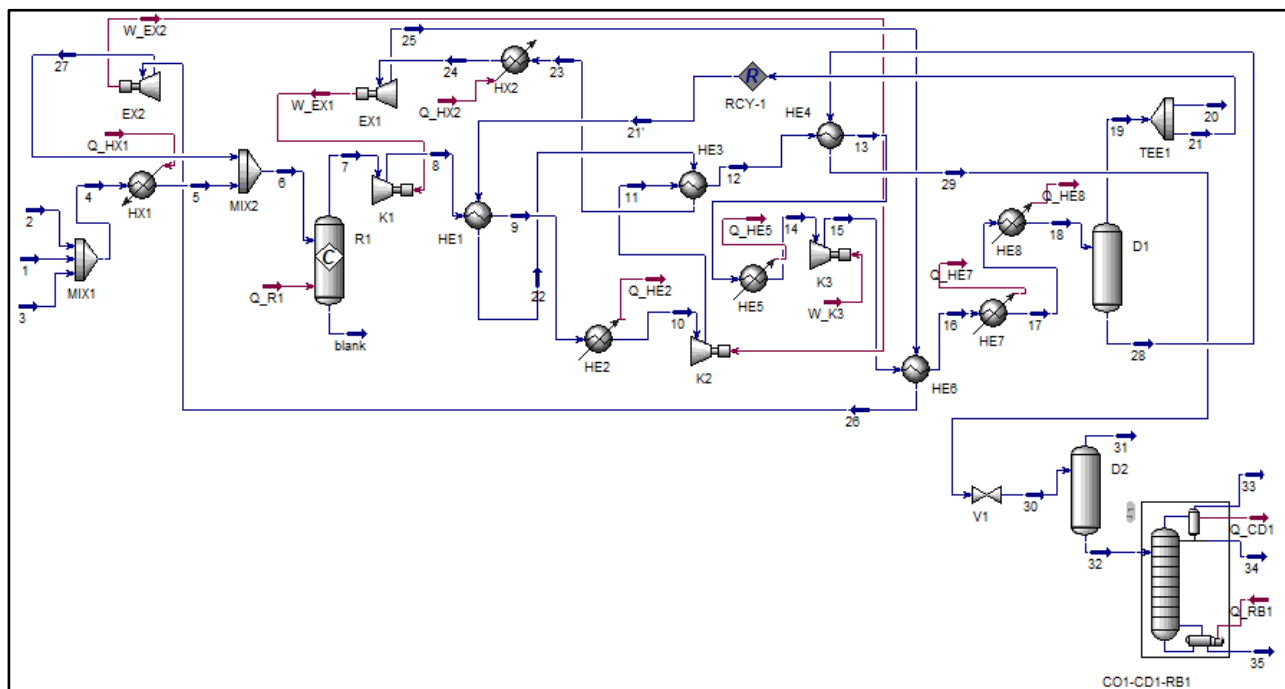 W_EX2
25
27
24
23
HX2
EX2
W_EX1
EX1
Q_HX2
RCY-1
HE4
19
20
21
TEE1
Q_HX1
21'
13
HE3
7
8
12
29
4
5
6
11
Q_HE8
HX1
MIX2
2
R1
K1
9
Q_HE5
14
15
18
HE1
HE8
D1
1
C
K3
Q_HE7
MIX1
HE5
3
Q_R1
22
Q_HE2
W_K3
10
16
17
blank
HE2
HE7
28
K2
HE6
26
31
D2
33
V1
30
Q_CD1
32
34
Q_RB1
35
CO1-CD1-RB1